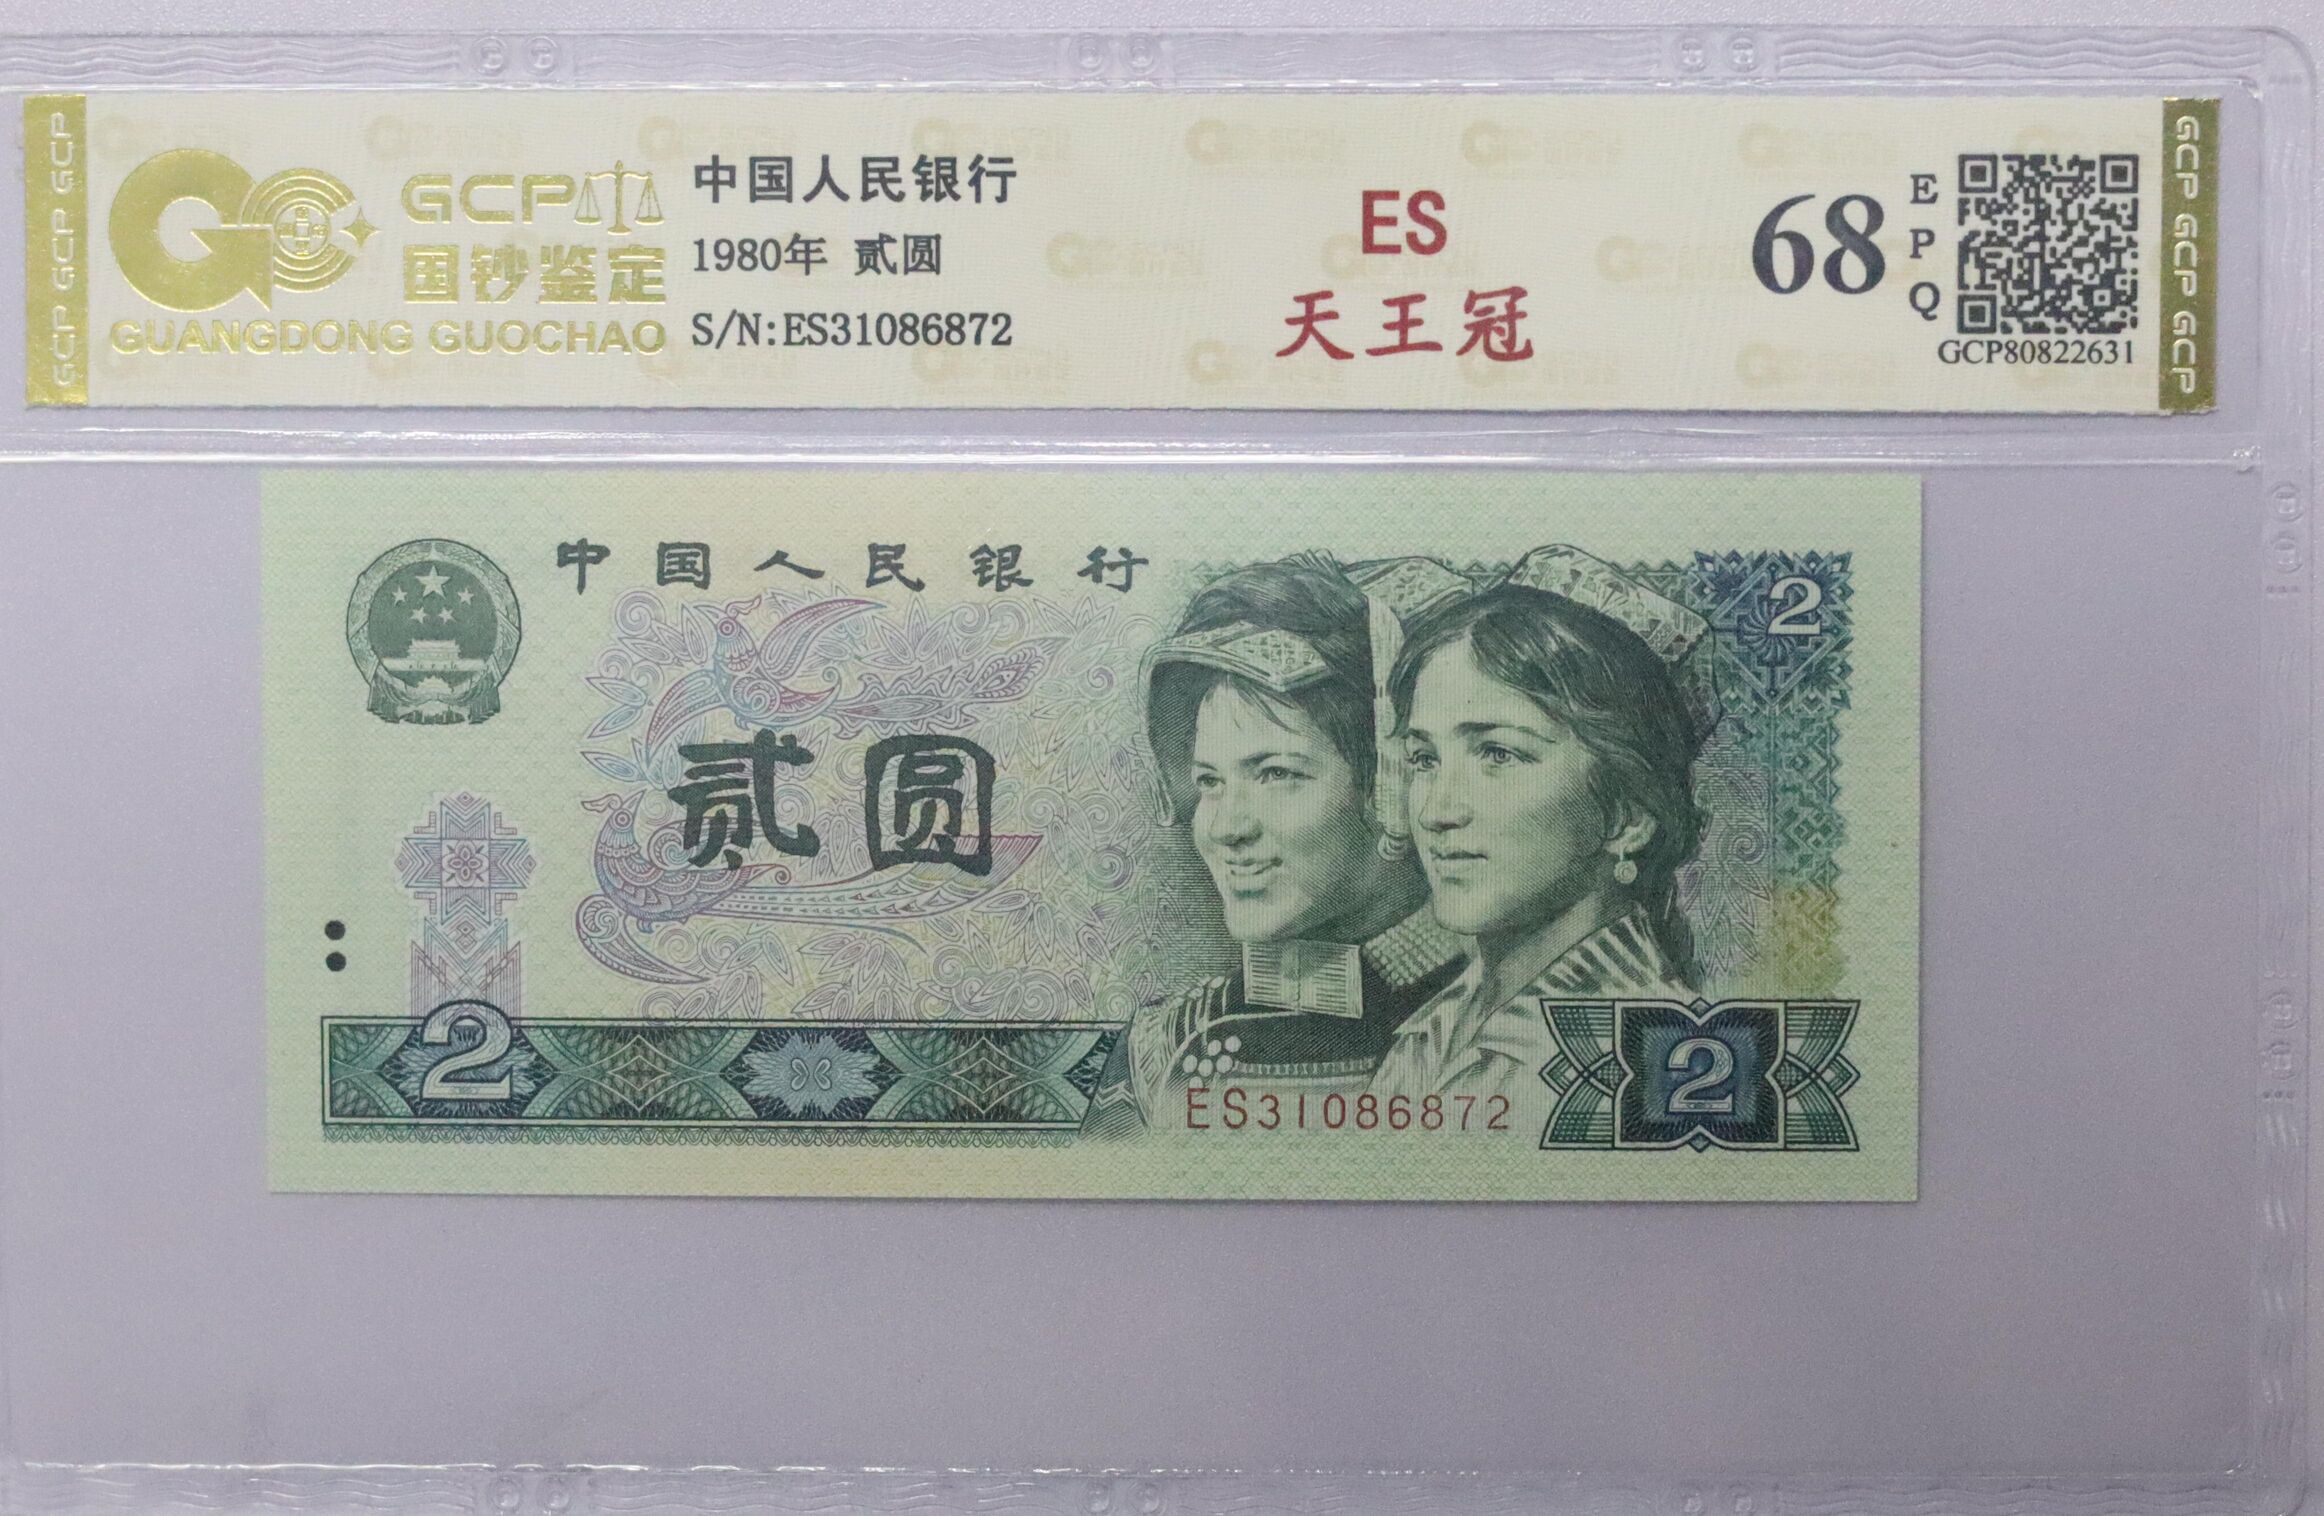 GCP GCP GCP
GCP
国钞鉴定
GUANGDONG GUOCHAO
中国人民银行
1980年 贰圆
S/N:ES31086872
ES
天王冠
68
EPQ
GCP80822631
GCP GCP GCP GCP
中国人民银行
2
贰圆
2
ES31086872
2